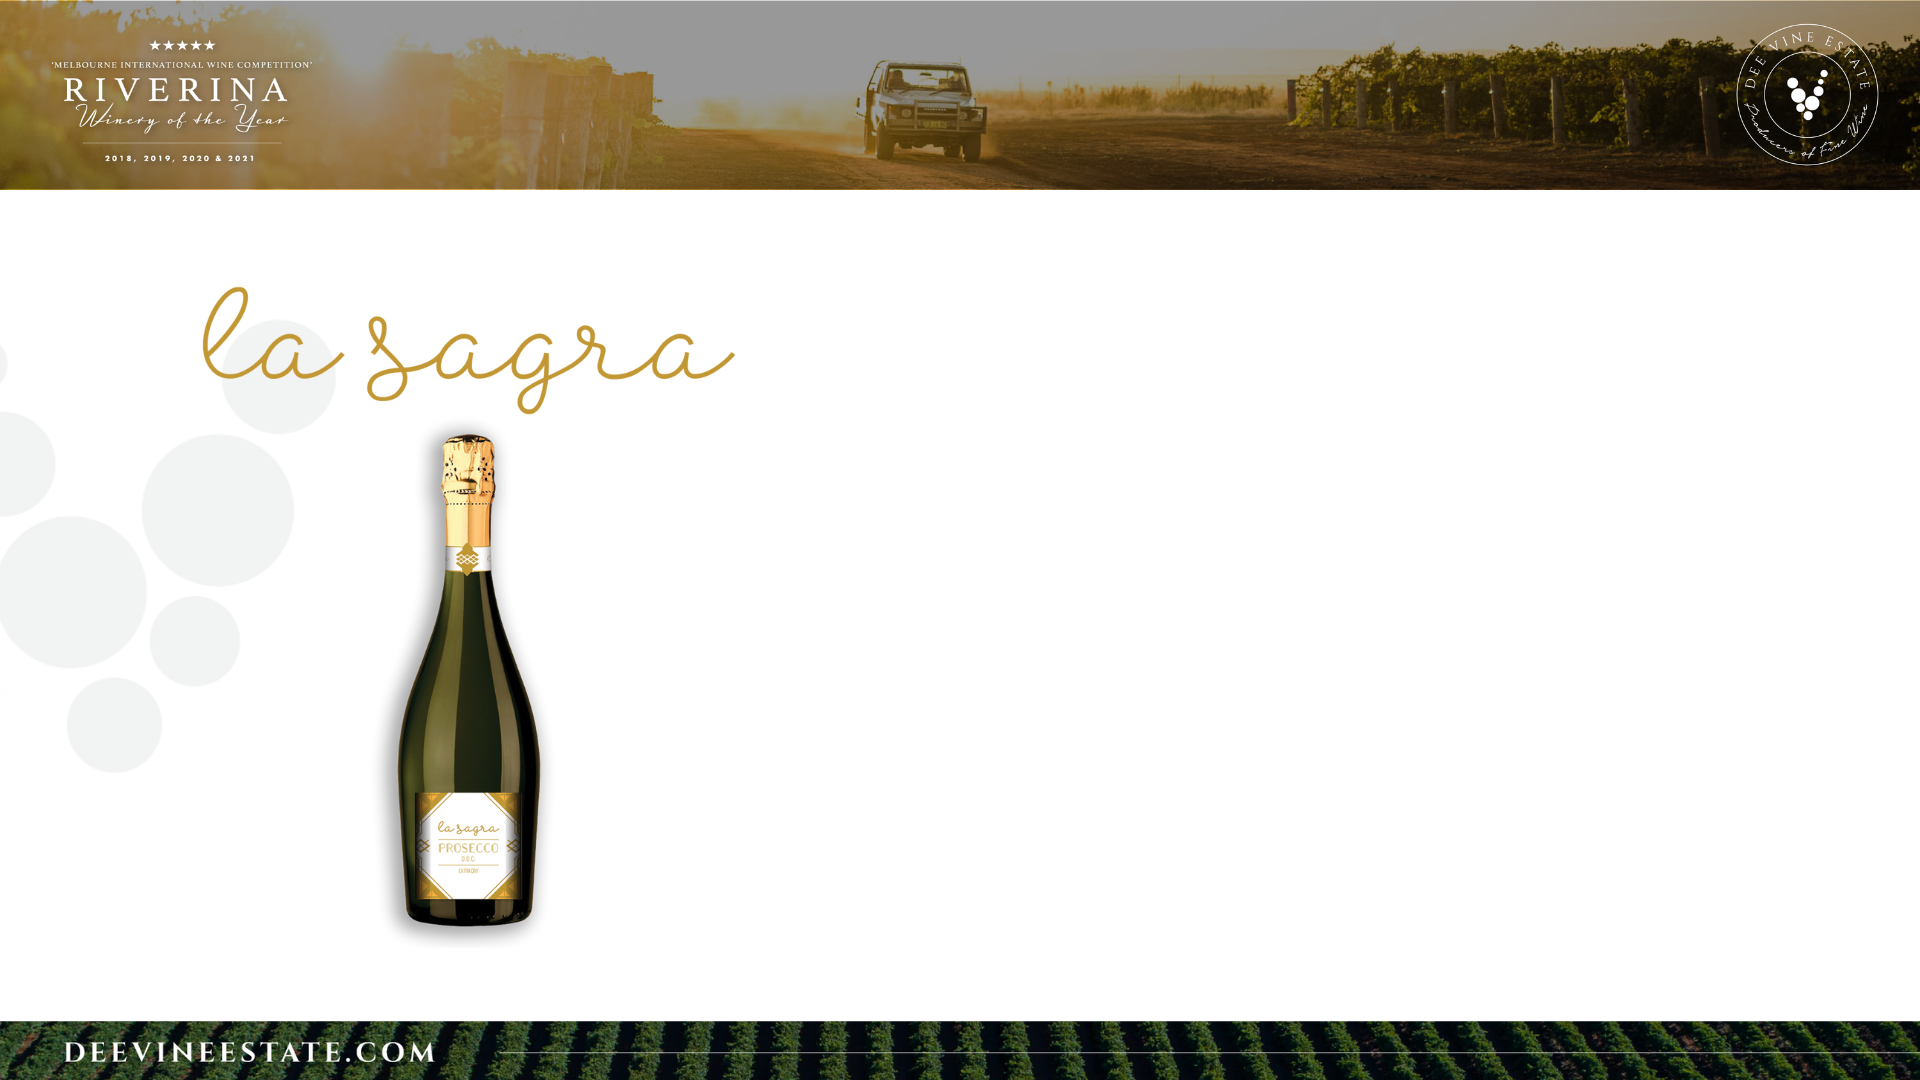 ★★★★★
'MELBOURNE INTERNATIONAL WINE COMPETITION'
RIVERINA
Winery of the Year
2018, 2019, 2020 & 2021
DEE VINE ESTATE
Producers of Fine Wine
la sagra
la sagra
PROSECCO
D.O.C.
EXTRA DRY
DEEVINEESTATE.COM